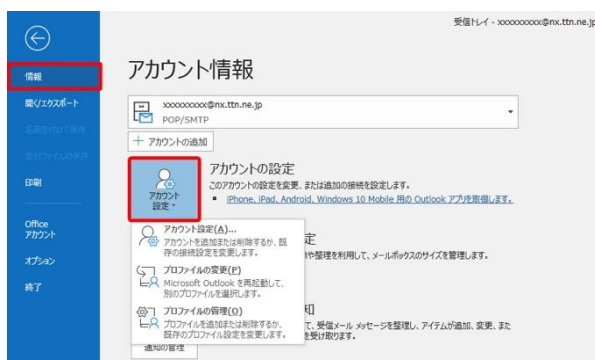 受信トレイ - xxxxxxxxx@nx.ttn.ne.jp
アカウント情報
情報
開く/エクスポート
名前を付けて保存
添付ファイルの保存
印刷
Office
アカウント
オプション
終了
xxxxxxxxx@nx.ttn.ne.jp
POP/SMTP
+ アカウントの追加
アカウント
設定
アカウントの設定
このアカウントの設定を変更、または追加の接続を設定します。
iPhone、iPad、Android、Windows 10 Mobile 用の Outlook アプリを取得します。
アカウント設定(A)...
アカウントを追加または削除するか、既
存の接続設定を変更します。
プロファイルの変更(P)
Microsoft Outlook を再起動して、
別のプロファイルを選択します。
プロファイルの管理(O)
プロファイルを追加または削除するか、
既存のプロファイル設定を変更します。
定
や整理を利用して、メールボックスのサイズを管理します。
知
て、受信メール メッセージを整理し、アイテムが追加、変更、また
を受け取ります。
通知の管理